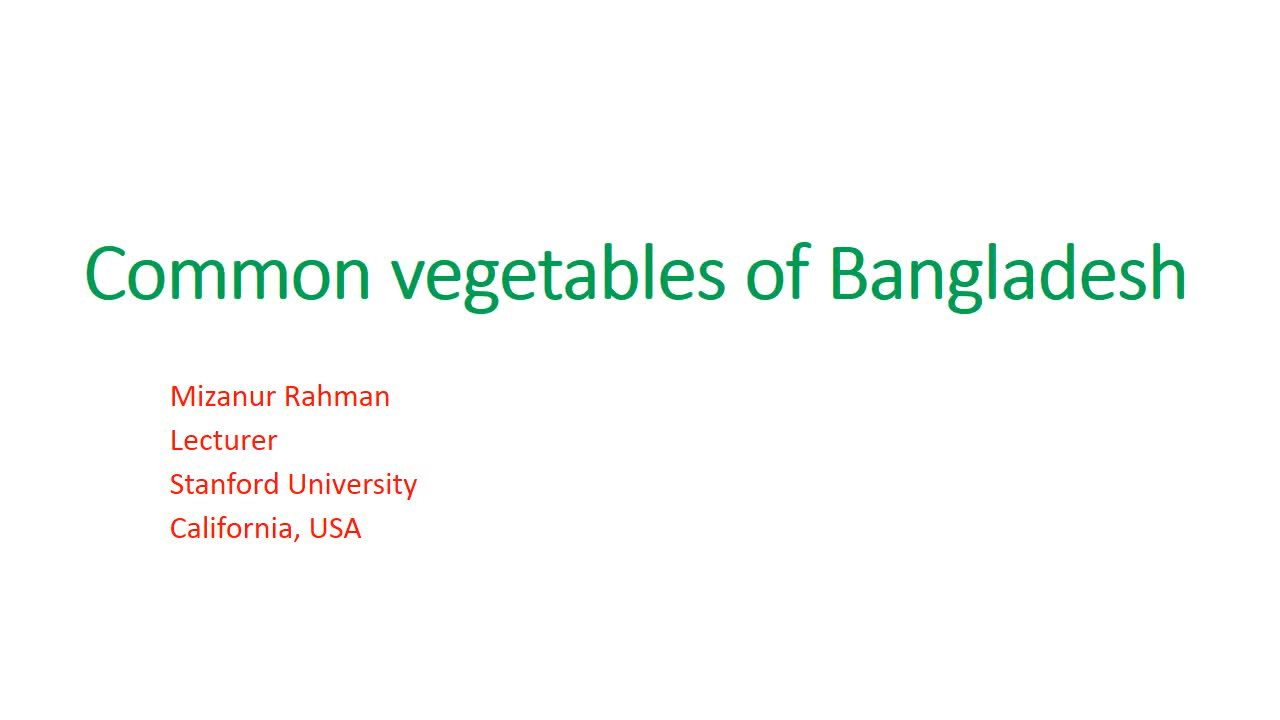 Common vegetables of Bangladesh
Mizanur Rahman
Lecturer
Stanford University
California, USA